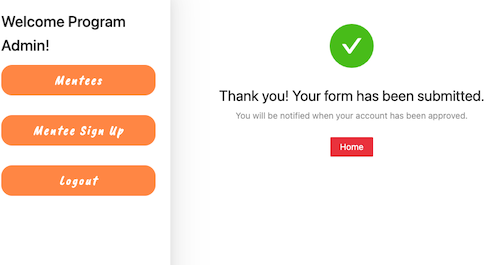 Welcome Program
Admin!
Mentees
Mentee Sign Up
Logout
Thank you! Your form has been submitted.
You will be notified when your account has been approved.
Home